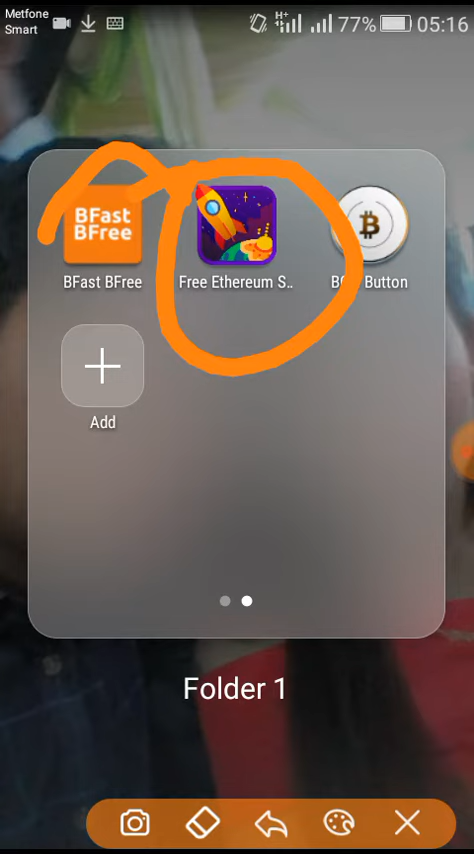 Metfone
Smart
H+
77%
05:16
BFast
BFree
BFast BFree
Free Ethereum S..
Button
Add
Folder 1